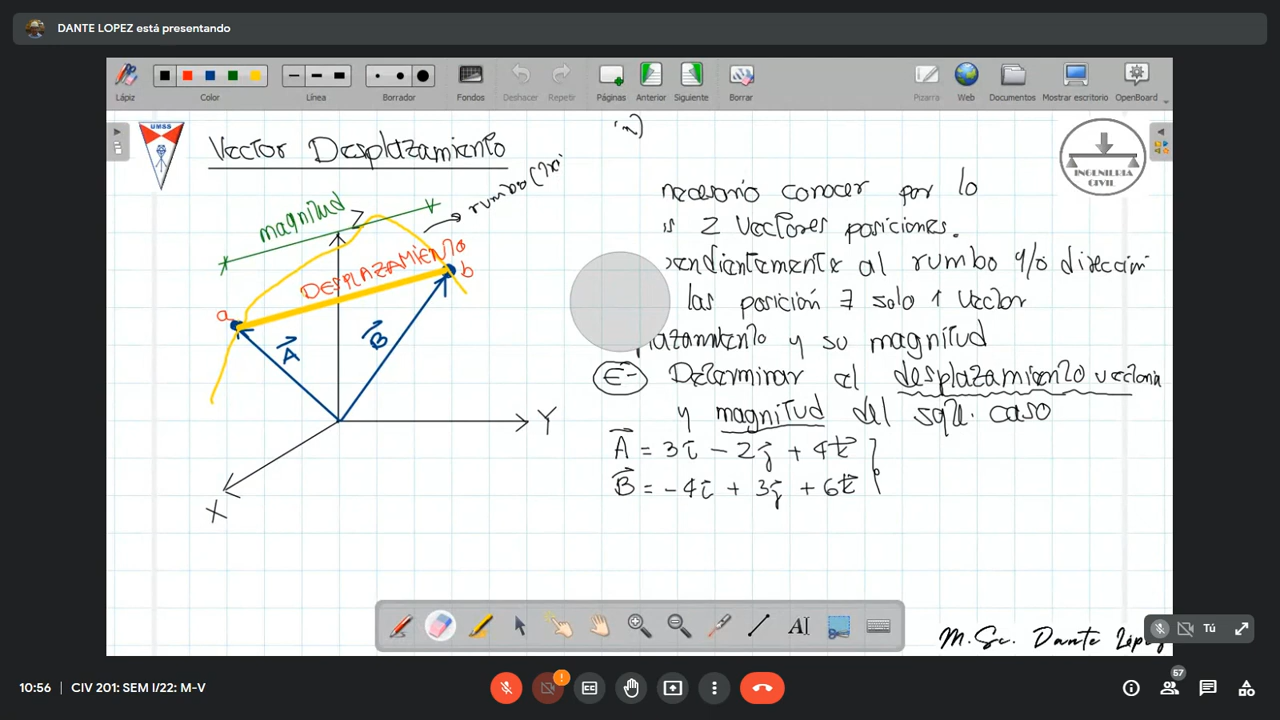 DANTE LOPEZ está presentando
Lápiz
Color
Línea
Borrador
Fondos
Deshacer
Repetir
Páginas
Anterior
Siguiente
Borrar
Pizarra
Web
Documentos
Mostrar escritorio
OpenBoard
UMSS
Vector Desplazamiento
INGENIERIA
CIVIL
magnitud
rumbo
Z
DESPLAZAMIENTO
a
b
A
B
Y
X
necesario conocer por lo
2 Vectores posiciones.
al rumbo y/o dirección
las posición ∃ solo 1 Vector
y su magnitud
Determinar el desplazamiento vectorial
y magnitud del sgte. caso
A = 3i - 2j + 4k
B = -4i + 3j + 6k
M.Sc. Dante López
Tú
10:56 | CIV 201: SEM I/22: M-V
57